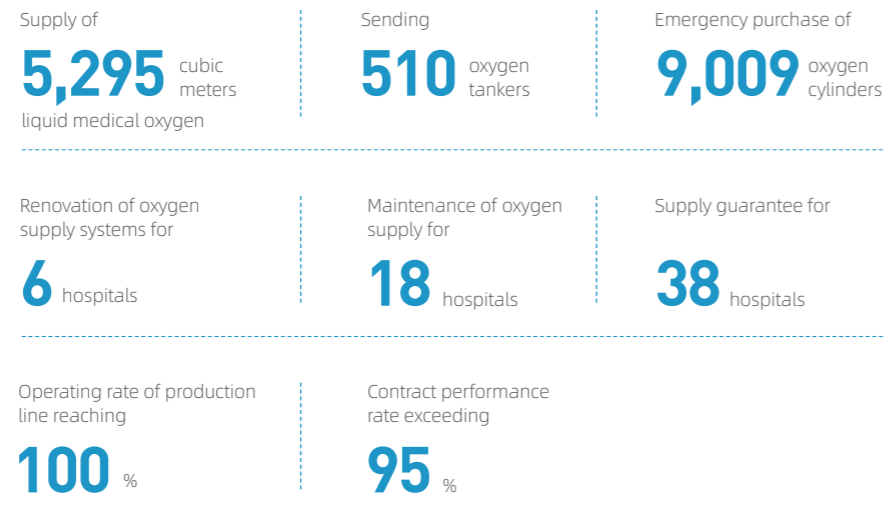 Supply of
5,295 cubic meters
liquid medical oxygen
Sending
510 oxygen tankers
Emergency purchase of
9,009 oxygen cylinders
Renovation of oxygen
supply systems for
6 hospitals
Maintenance of oxygen
supply for
18 hospitals
Supply guarantee for
38 hospitals
Operating rate of production
line reaching
100 %
Contract performance
rate exceeding
95 %